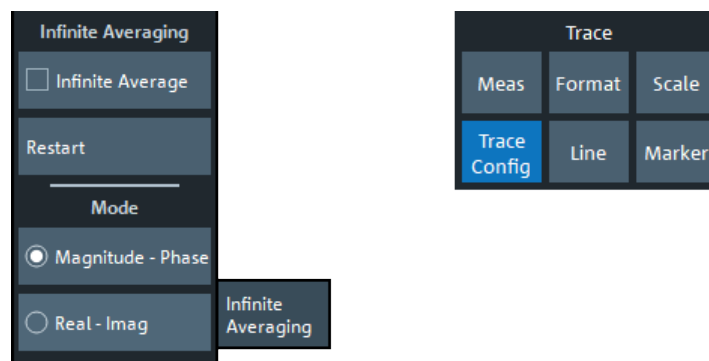 Infinite Averaging
Infinite Average
Restart
Mode
Magnitude - Phase
Real - Imag
Infinite
Averaging
Trace
Meas
Format
Scale
Trace
Config
Line
Marker